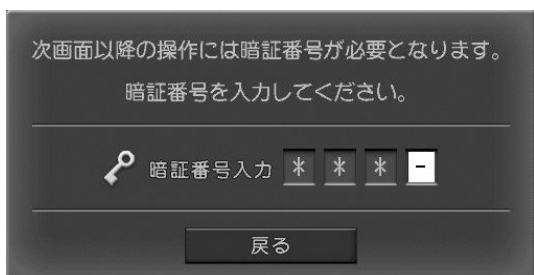 次画面以降の操作には暗証番号が必要となります。
暗証番号を入力してください。
暗証番号入力 * * * -
戻る